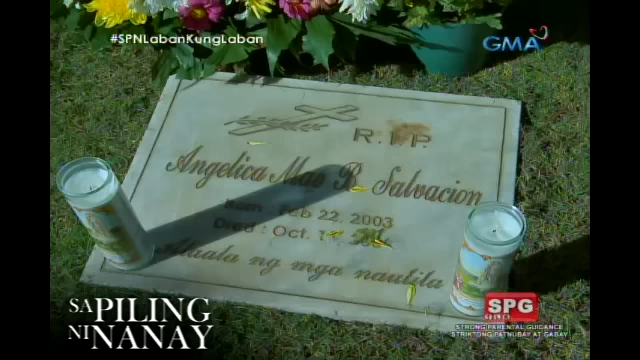 #SPNLabanKungLaban
GMA
R.I.P.
Angelica Mae R. Salvacion
Born : Feb 22, 2003
Died : Oct. 1
Alaala ng mga naulila
SA PILING
NI NANAY
SPG
STRONG PARENTAL GUIDANCE
STRIKTONG PATNUBAY AT GABAY